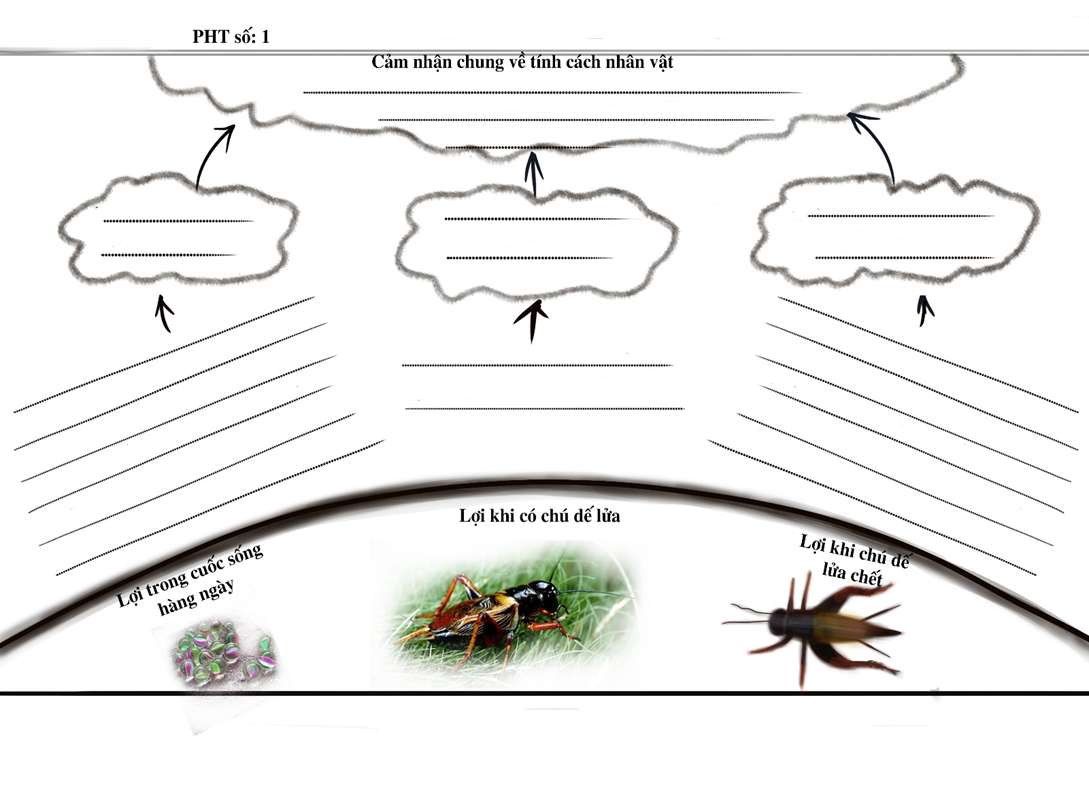 PHT số: 1
Cảm nhận chung về tính cách nhân vật
Lợi khi có chú dế lửa
Lợi trong cuốc sống
hàng ngày
Lợi khi chú dế
lửa chết